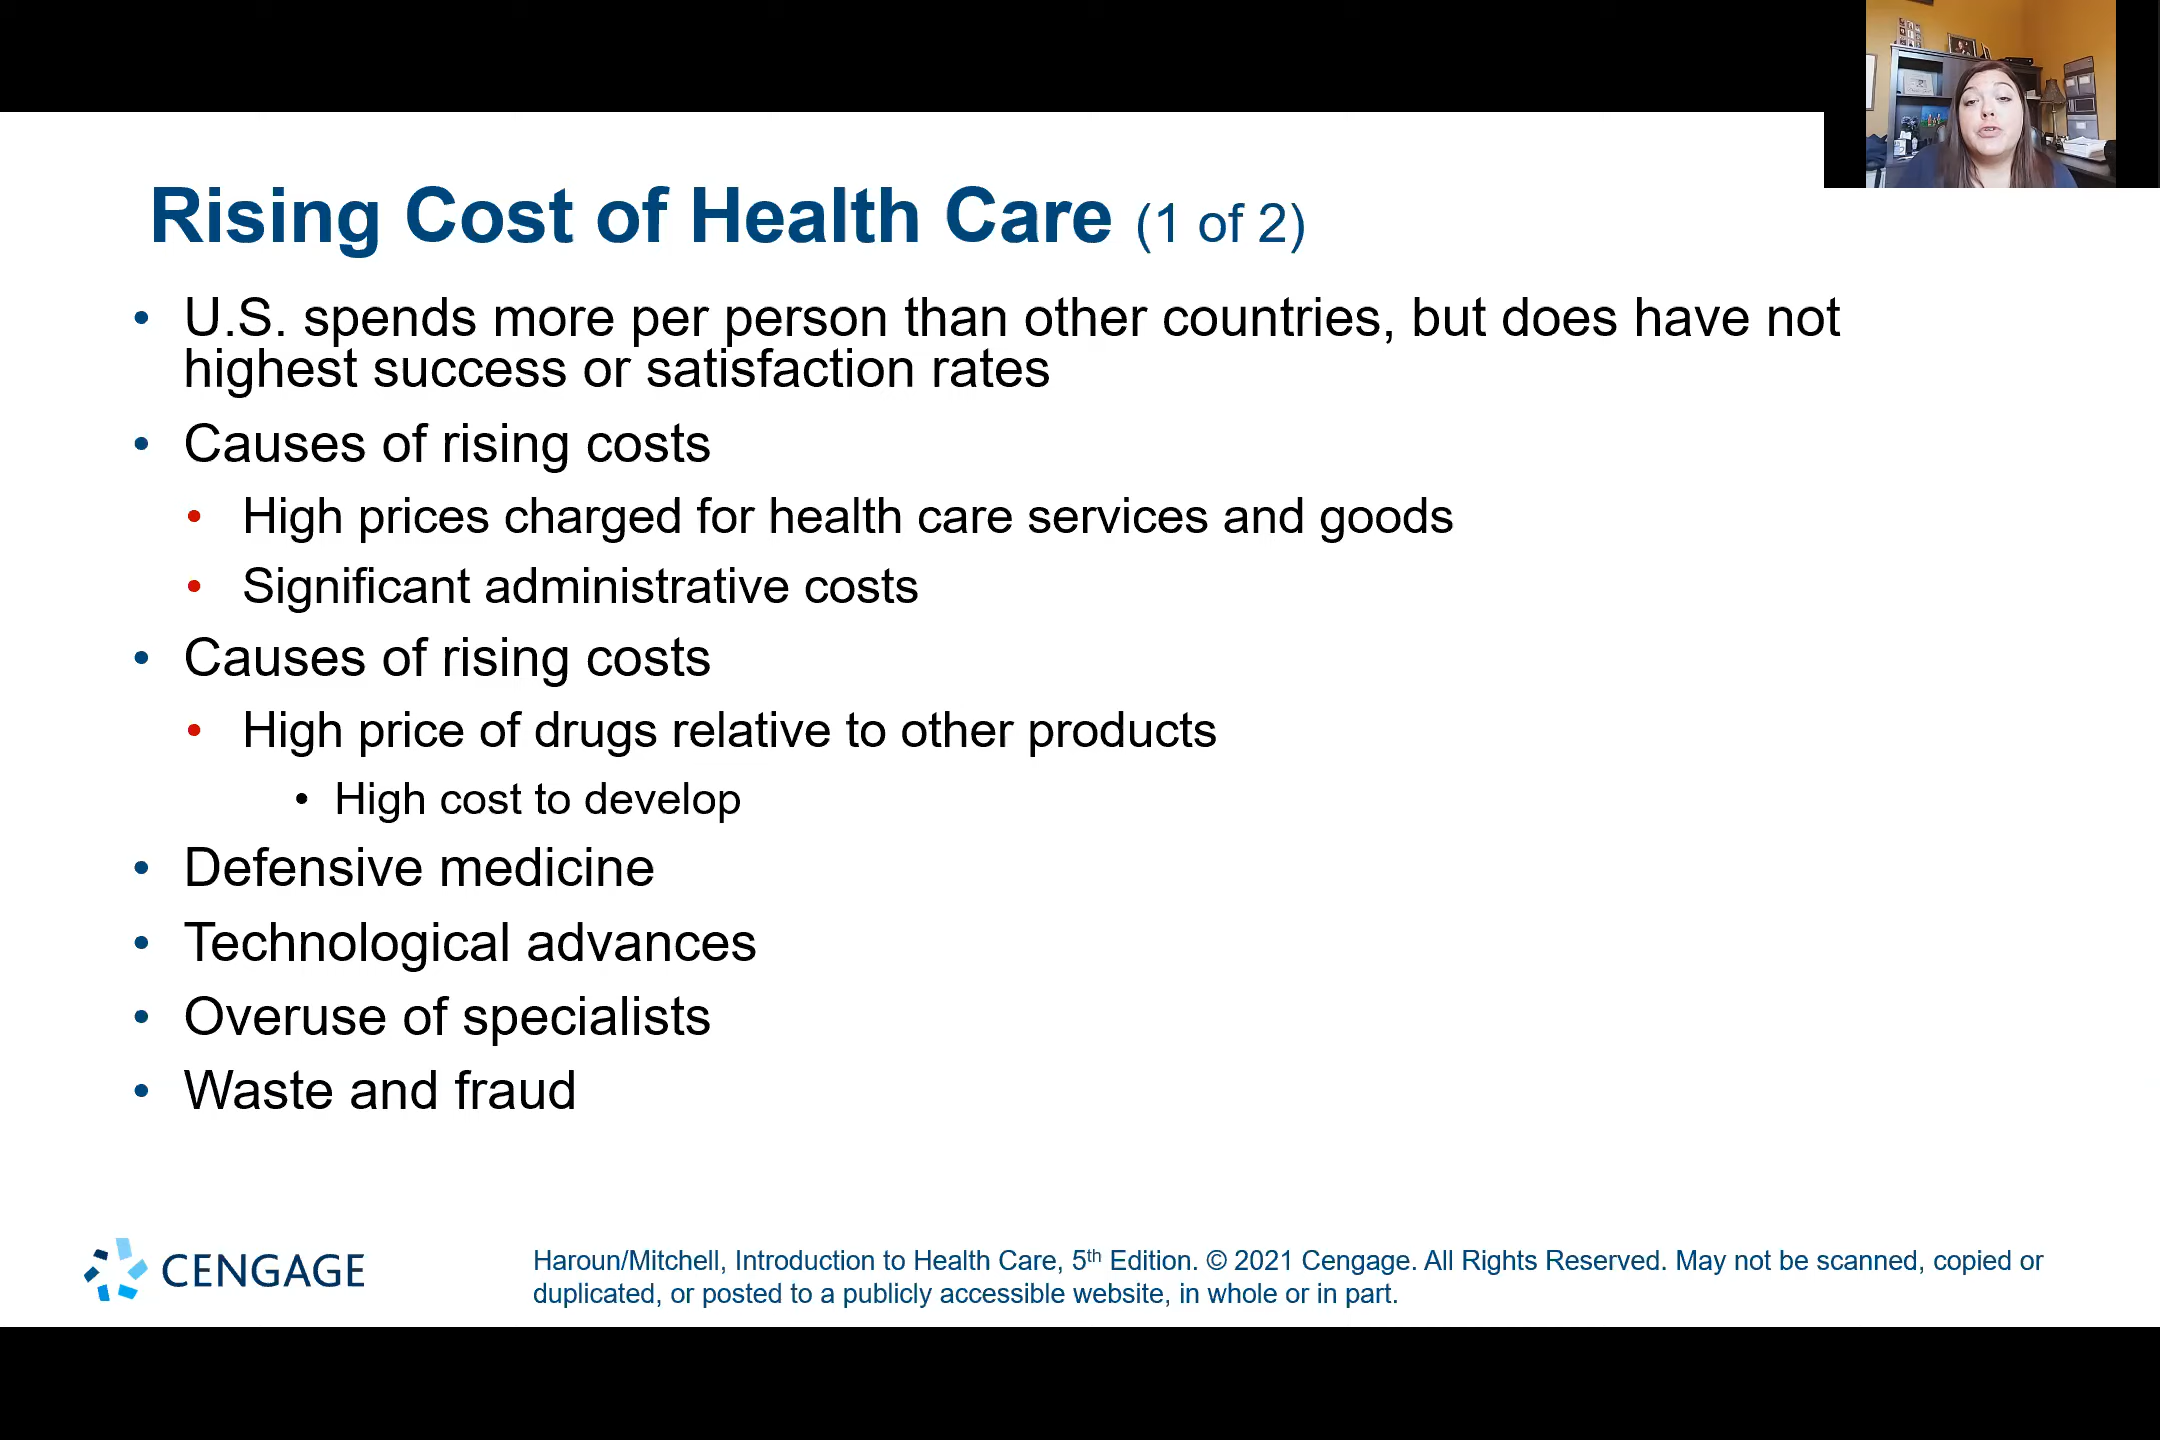 Rising Cost of Health Care (1 of 2)
• U.S. spends more per person than other countries, but does have not
highest success or satisfaction rates
• Causes of rising costs
• High prices charged for health care services and goods
• Significant administrative costs
• Causes of rising costs
• High price of drugs relative to other products
• High cost to develop
• Defensive medicine
• Technological advances
• Overuse of specialists
• Waste and fraud
CENGAGE
Haroun/Mitchell, Introduction to Health Care, 5th Edition. © 2021 Cengage. All Rights Reserved. May not be scanned, copied or
duplicated, or posted to a publicly accessible website, in whole or in part.